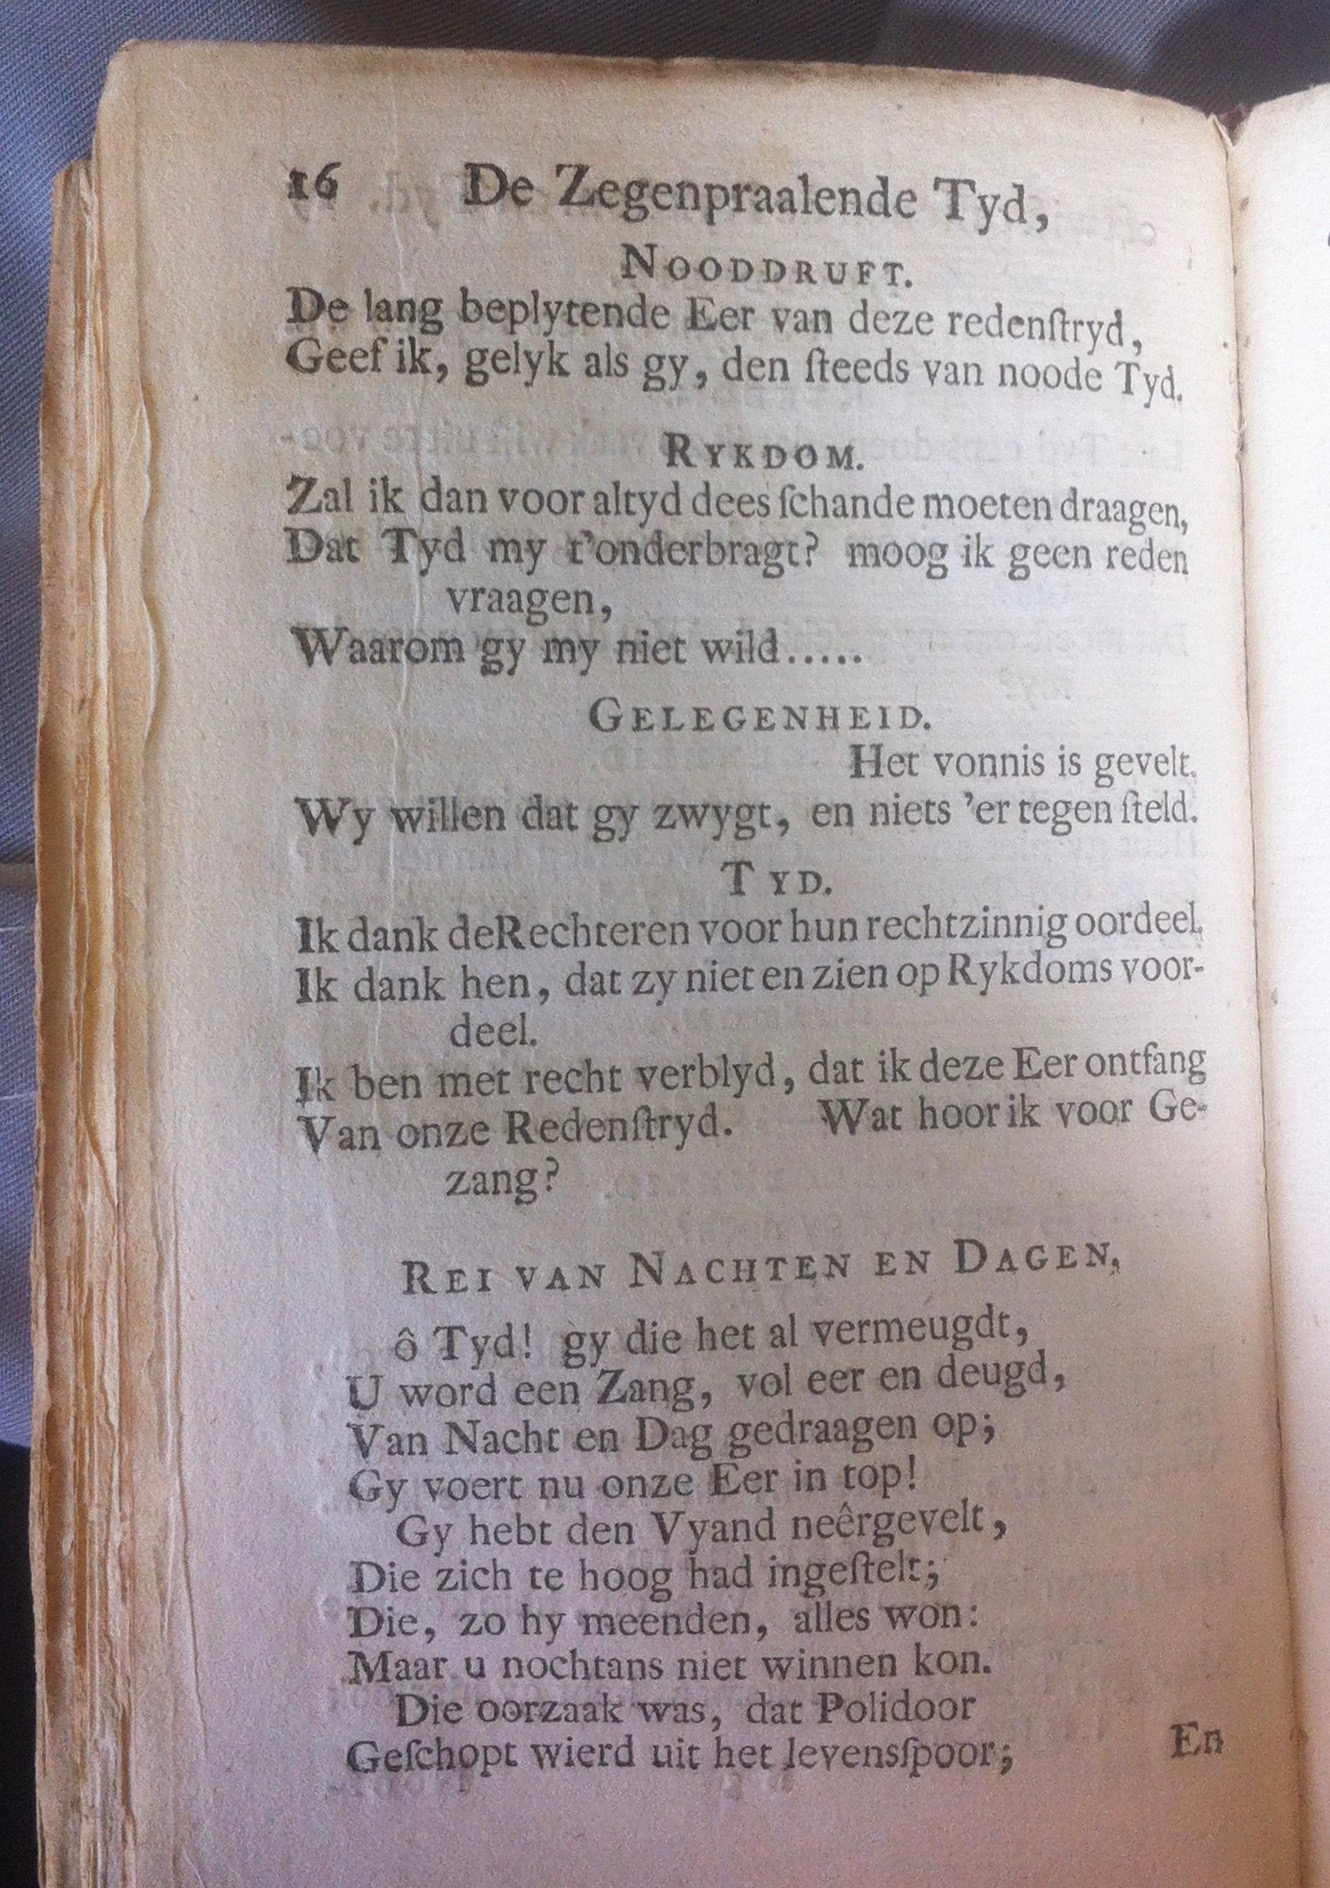 16 De Zegenpraalende Tyd,
NOODDRUFT.
De lang beplytende Eer van deze redenſtryd,
Geef ik, gelyk als gy, den ſteeds van noode Tyd.
RYKDOM.
Zal ik dan voor altyd dees ſchande moeten draagen,
Dat Tyd my t'onderbragt? moog ik geen reden
vraagen,
Waarom gy my niet wild.....
GELEGENHEID.
Het vonnis is gevelt.
Wy willen dat gy zwygt, en niets 'er tegen ſteld.
TYD.
Ik dank deRechteren voor hun rechtzinnig oordeel.
Ik dank hen, dat zy niet en zien op Rykdoms voor-
deel.
Ik ben met recht verblyd, dat ik deze Eer ontfang
Van onze Redenſtryd. Wat hoor ik voor Ge-
zang?
REI VAN NACHTEN EN DAGEN,
ô Tyd! gy die het al vermeugdt,
U word een Zang, vol eer en deugd,
Van Nacht en Dag gedraagen op;
Gy voert nu onze Eer in top!
Gy hebt den Vyand neêrgevelt,
Die zich te hoog had ingeſtelt;
Die, zo hy meenden, alles won:
Maar u nochtans niet winnen kon.
Die oorzaak was, dat Polidoor
Geſchopt wierd uit het levensſpoor;
En